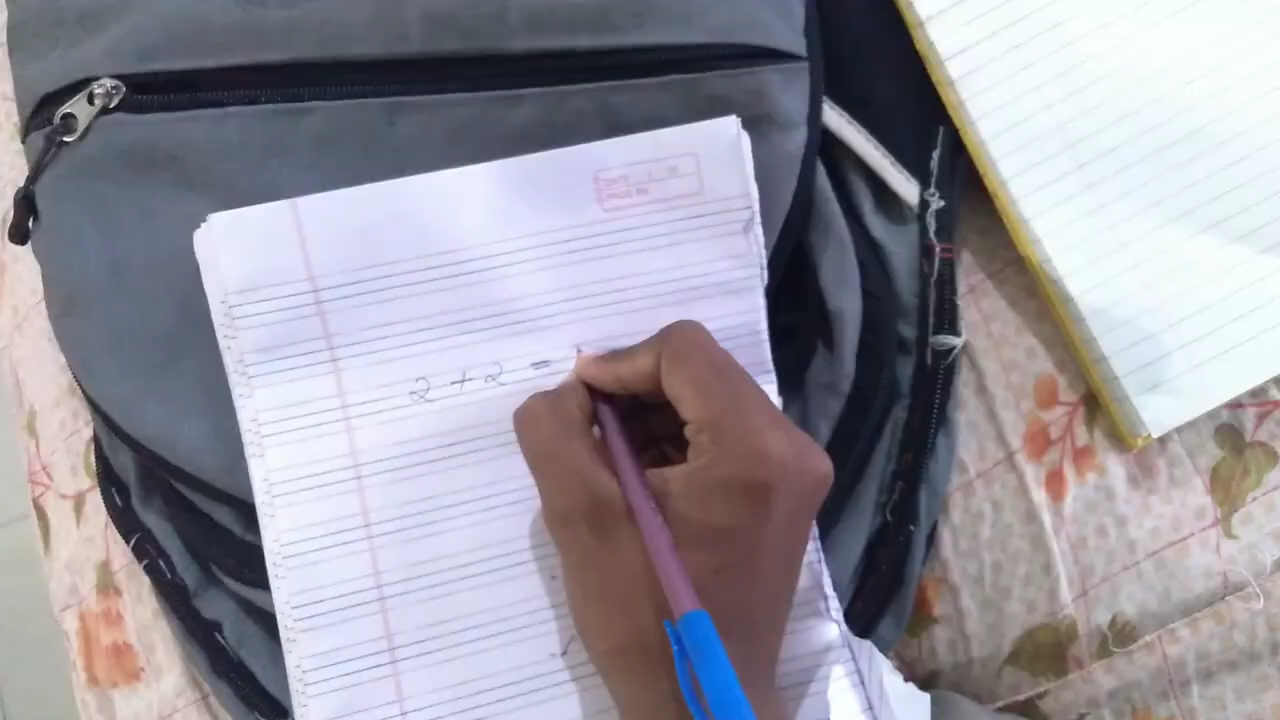 2 + 2 =